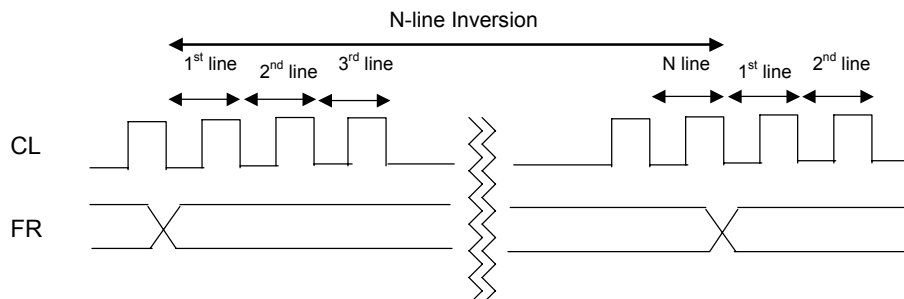 N-line Inversion
1st line 2nd line 3rd line N line 1st line 2nd line
CL
FR